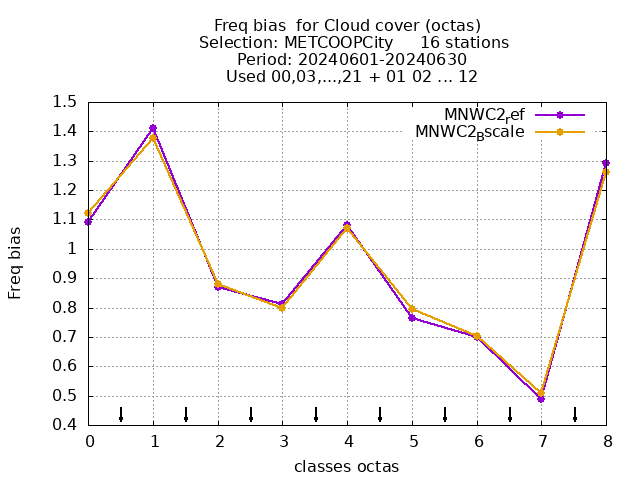 Freq bias  for Cloud cover (octas)
Selection: METCOOPCity     16 stations
Period: 20240601-20240630
Used 00,03,...,21 + 01 02 ... 12
MNWC2ref
MNWC2Bscale
Freq bias
1.5
1.4
1.3
1.2
1.1
1
0.9
0.8
0.7
0.6
0.5
0.4
0 1 2 3 4 5 6 7 8
classes octas